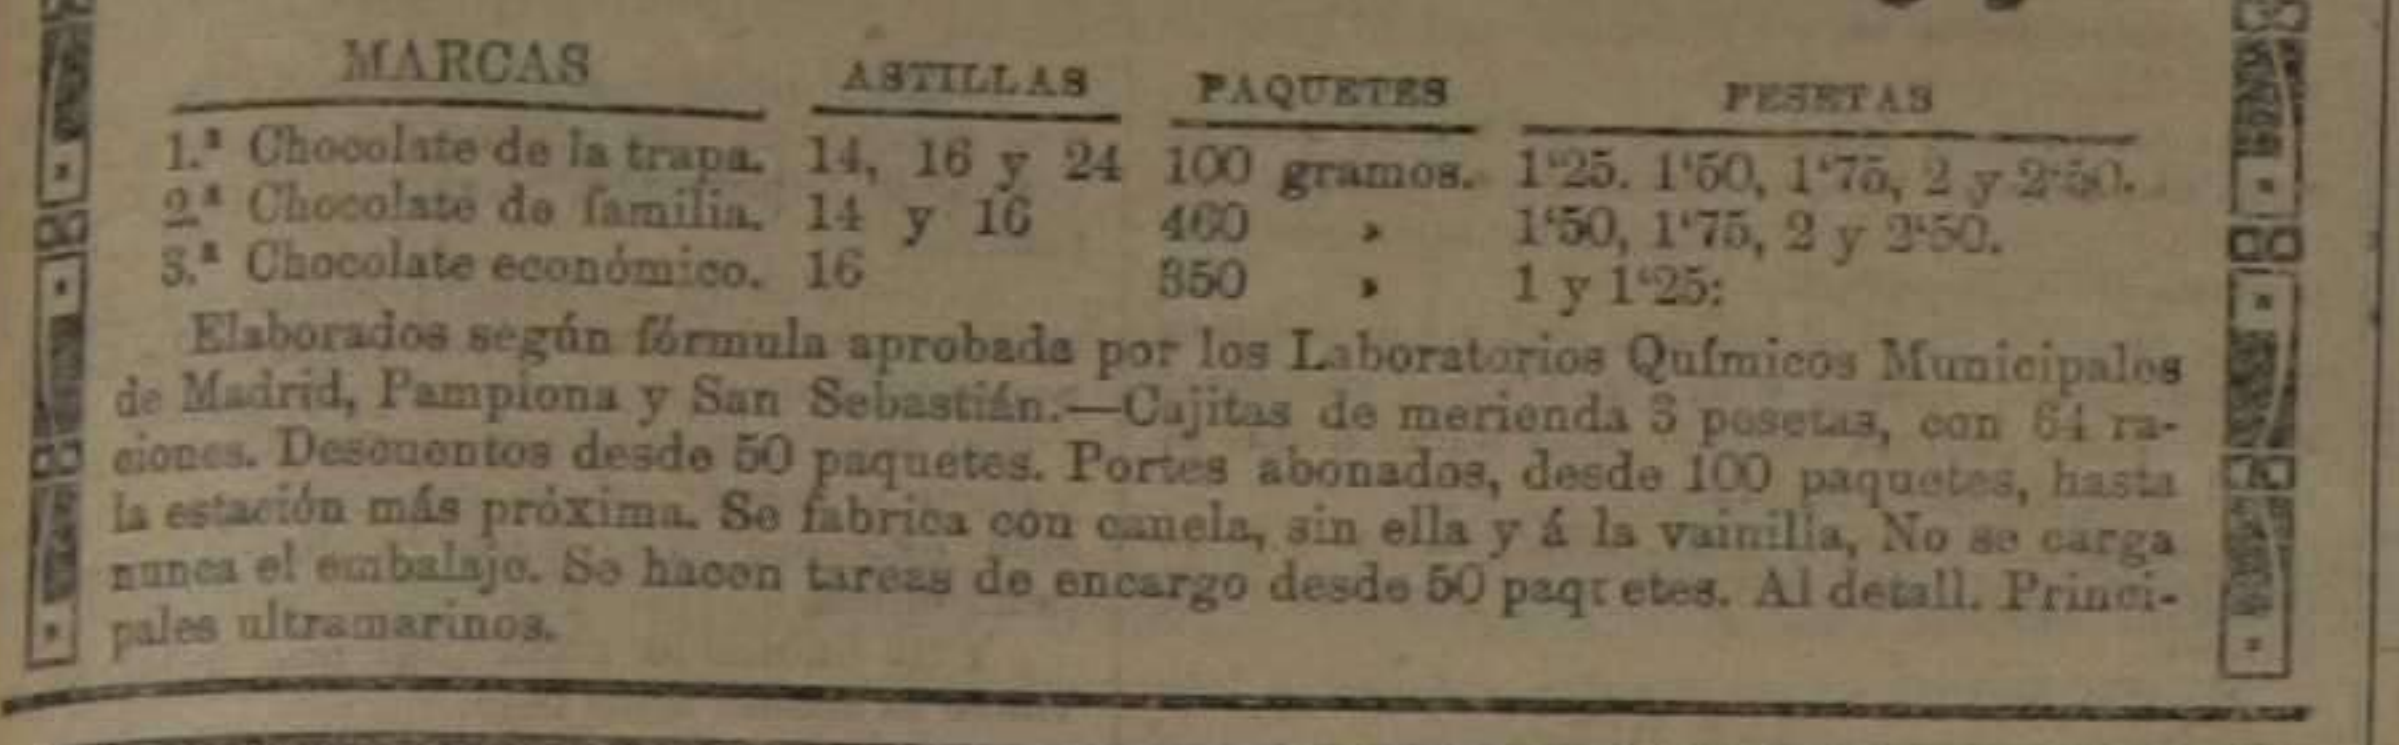 MARCAS ASTILLAS PAQUETES PESETAS
1.ª Chocolate de la trapa. 14, 16 y 24 100 gramos. 1'25. 1'50, 1'75, 2 y 2'50.
2.ª Chocolate de familia. 14 y 16 460 » 1'50, 1'75, 2 y 2'50.
3.ª Chocolate económico. 16 350 » 1 y 1'25:
Elaborados según fórmula aprobada por los Laboratorios Químicos Municipales
de Madrid, Pamplona y San Sebastián.—Cajitas de merienda 3 pesetas, con 64 ra-
ciones. Descuentos desde 50 paquetes. Portes abonados, desde 100 paquetes, hasta
la estación más próxima. Se fabrica con canela, sin ella y á la vainilla, No se carga
nunca el embalaje. Se hacen tareas de encargo desde 50 paquetes. Al detall. Princi-
pales ultramarinos.